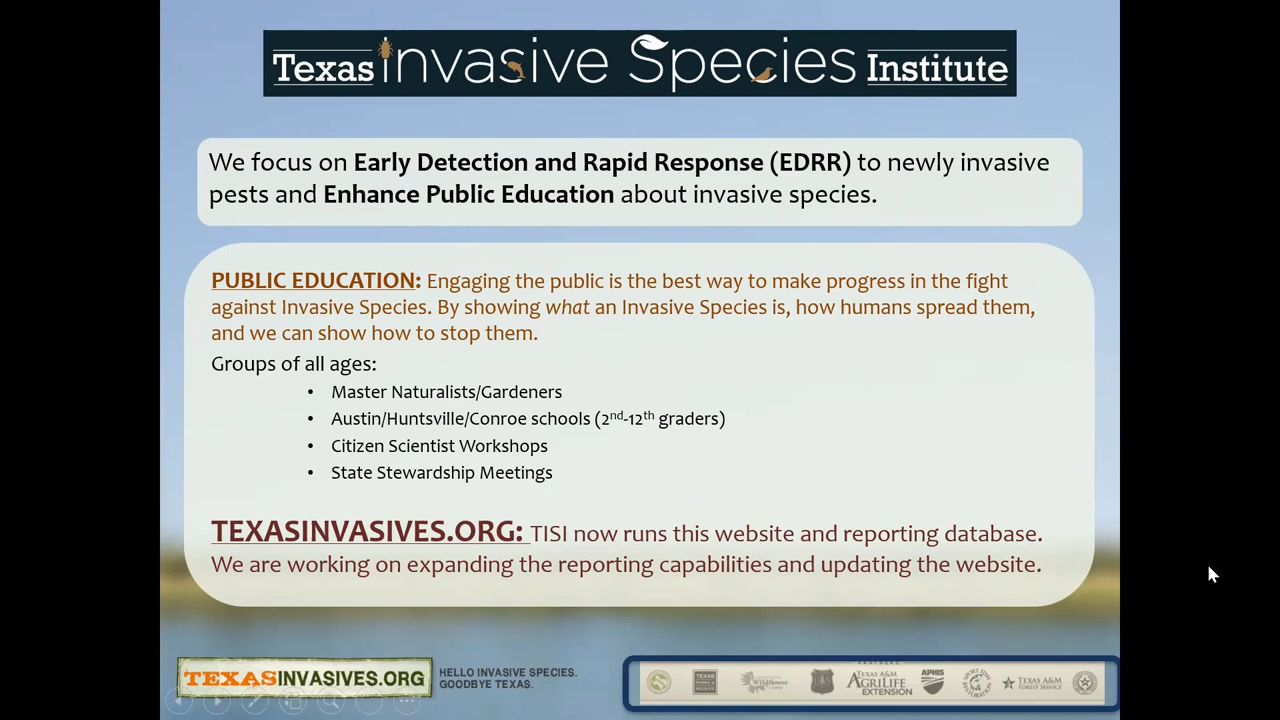 Texas Invasive Species Institute
We focus on Early Detection and Rapid Response (EDRR) to newly invasive
pests and Enhance Public Education about invasive species.
PUBLIC EDUCATION: Engaging the public is the best way to make progress in the fight
against Invasive Species. By showing what an Invasive Species is, how humans spread them,
and we can show how to stop them.
Groups of all ages:
• Master Naturalists/Gardeners
• Austin/Huntsville/Conroe schools (2nd-12th graders)
• Citizen Scientist Workshops
• State Stewardship Meetings
TEXASINVASIVES.ORG: TISI now runs this website and reporting database.
We are working on expanding the reporting capabilities and updating the website.
TEXASINVASIVES.ORG
HELLO INVASIVE SPECIES.
GOODBYE TEXAS.
Wildflower
TEXAS A&M
AGRILIFE
EXTENSION
APHIS
TEXAS A&M
FOREST SERVICE